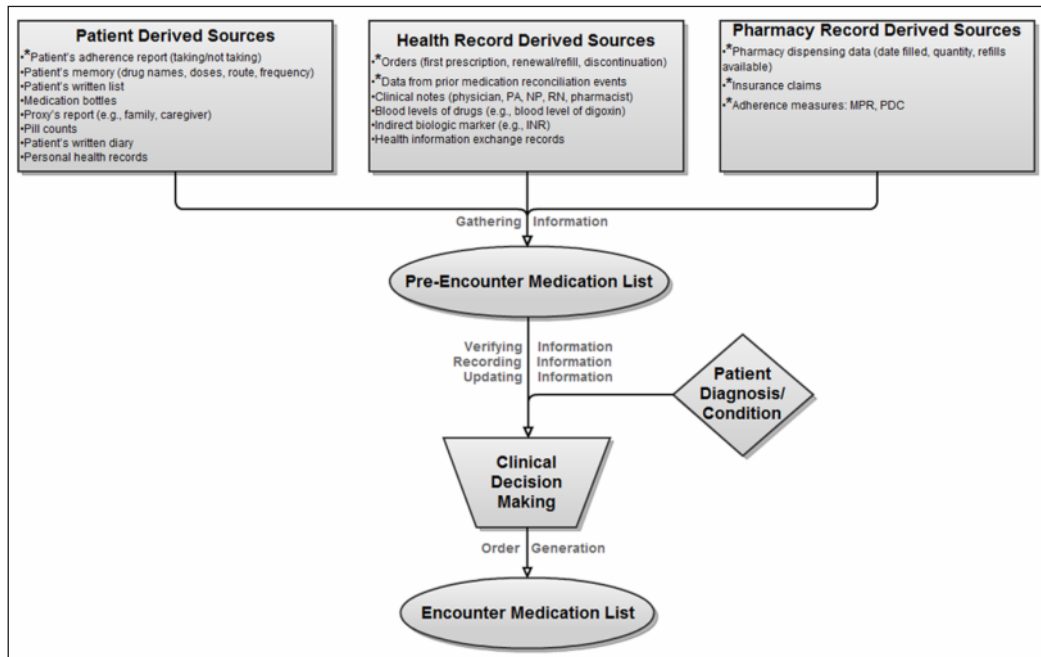 Patient Derived Sources
•*Patient's adherence report (taking/not taking)
•Patient's memory (drug names, doses, route, frequency)
•Patient's written list
•Medication bottles
•Proxy's report (e.g., family, caregiver)
•Pill counts
•Patient's written diary
•Personal health records
Health Record Derived Sources
•*Orders (first prescription, renewal/refill, discontinuation)
•*Data from prior medication reconciliation events
•Clinical notes (physician, PA, NP, RN, pharmacist)
•Blood levels of drugs (e.g., blood level of digoxin)
•Indirect biologic marker (e.g., INR)
•Health information exchange records
Pharmacy Record Derived Sources
•*Pharmacy dispensing data (date filled, quantity, refills
available)
•*Insurance claims
•*Adherence measures: MPR, PDC
Gathering Information
Pre-Encounter Medication List
Verifying Information
Recording Information
Updating Information
Patient
Diagnosis/
Condition
Clinical
Decision
Making
Order Generation
Encounter Medication List